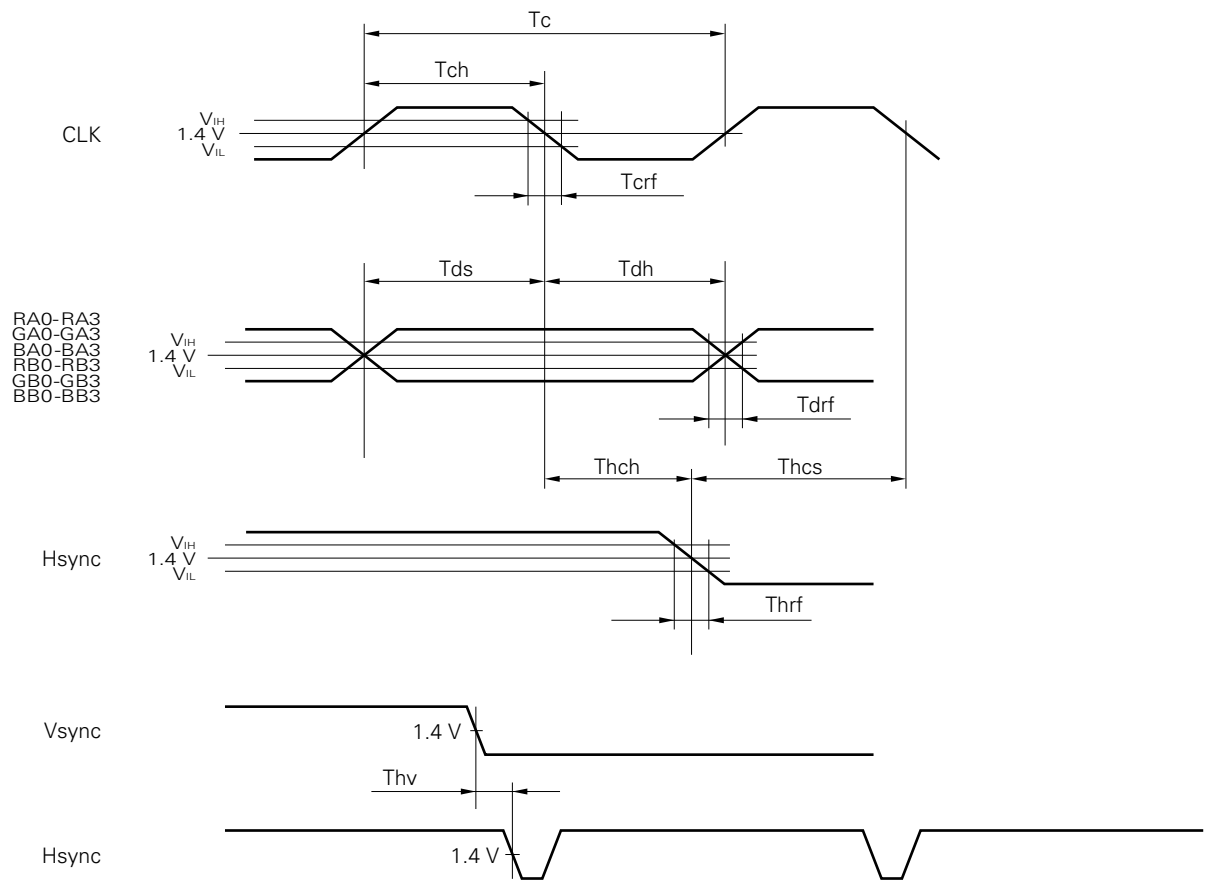 Tc
Tch
VIH
CLK 1.4 V
VIL
Tcrf
Tds Tdh
RA0-RA3
GA0-GA3
BA0-BA3
RB0-RB3
GB0-GB3
BB0-BB3
VIH
1.4 V
VIL
Tdrf
Thch Thcs
VIH
Hsync 1.4 V
VIL
Thrf
Vsync 1.4 V
Thv
Hsync 1.4 V